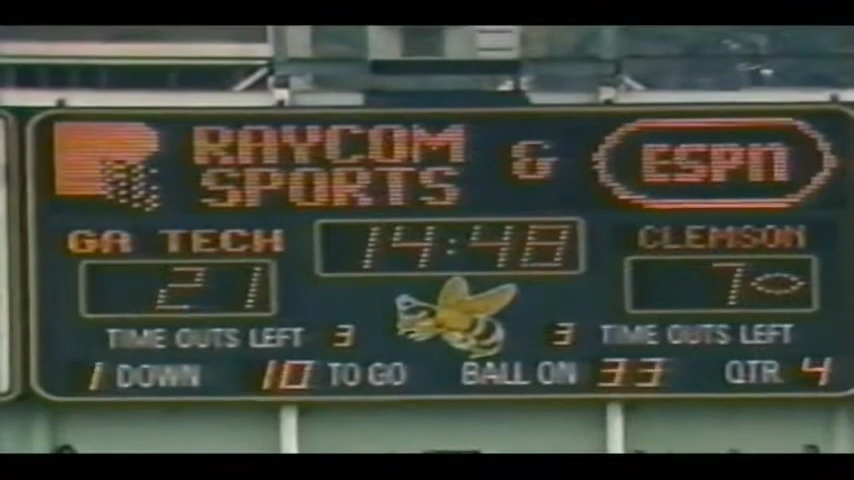 RAYCOM SPORTS & ESPN
GA TECH 14:48 CLEMSON
21 7
TIME OUTS LEFT 3 3 TIME OUTS LEFT
1 DOWN 10 TO GO BALL ON 33 QTR 4